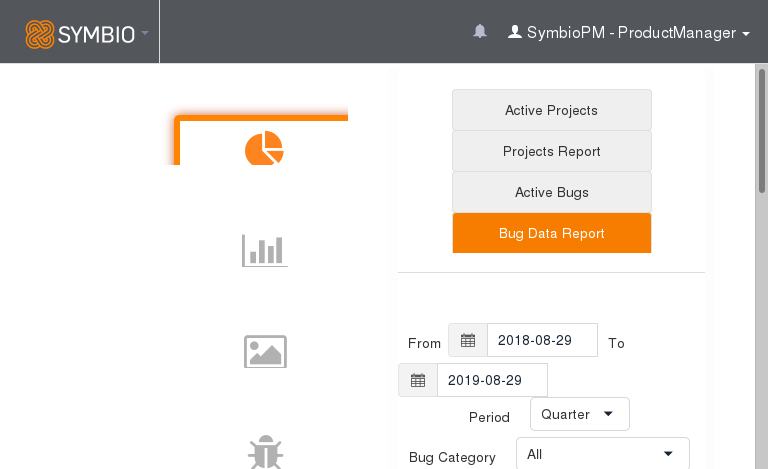 SYMBIO
SymbioPM - ProductManager
Active Projects
Projects Report
Active Bugs
Bug Data Report
From 2018-08-29 To
2019-08-29
Period Quarter
Bug Category All